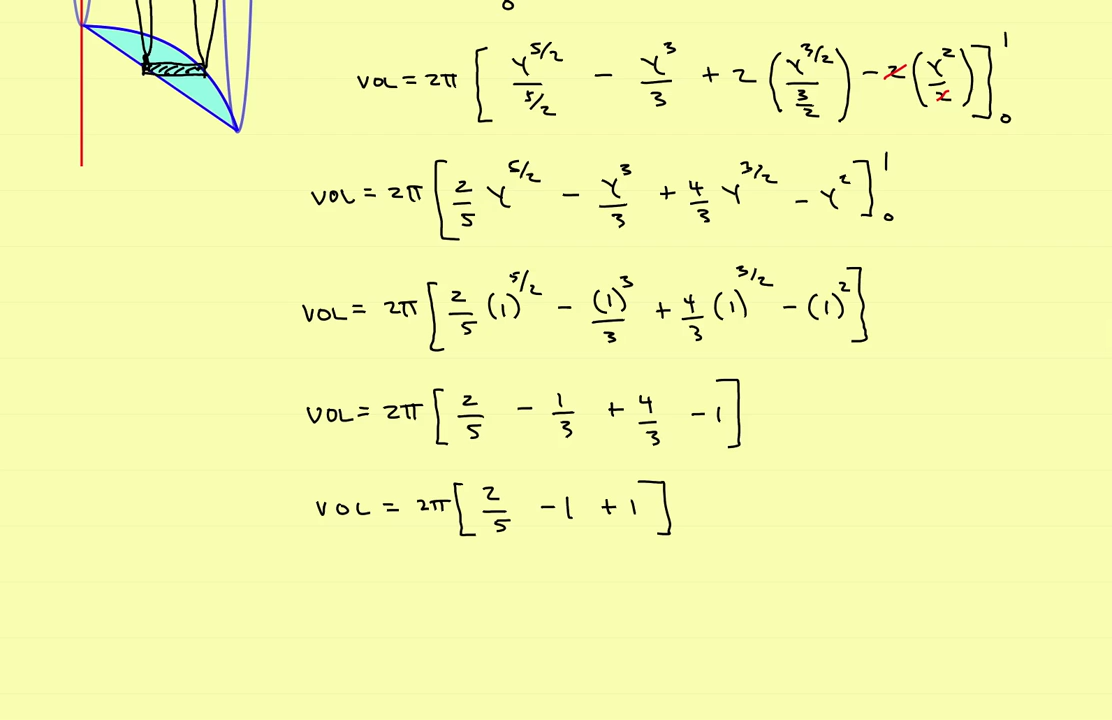 0
VOL = 2π [ Y^{5/2} / 5/2 − Y^3 / 3 + 2 ( Y^{3/2} / 3/2 ) − 2 ( Y^2 / 2 ) ]_0^1
VOL = 2π [ 2/5 Y^{5/2} − Y^3/3 + 4/3 Y^{3/2} − Y^2 ]_0^1
VOL = 2π [ 2/5 (1)^{5/2} − (1)^3/3 + 4/3 (1)^{3/2} − (1)^2 ]
VOL = 2π [ 2/5 − 1/3 + 4/3 − 1 ]
VOL = 2π [ 2/5 − 1 + 1 ]